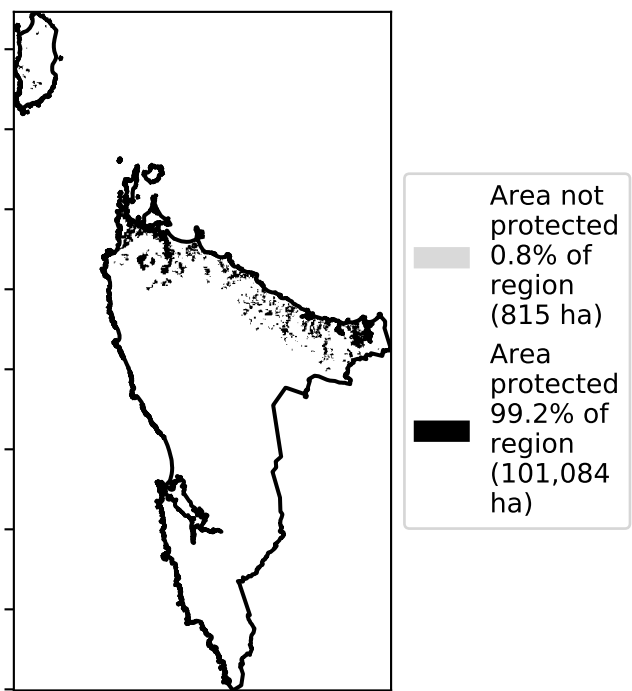 Area not
protected
0.8% of
region
(815 ha)
Area
protected
99.2% of
region
(101,084
ha)